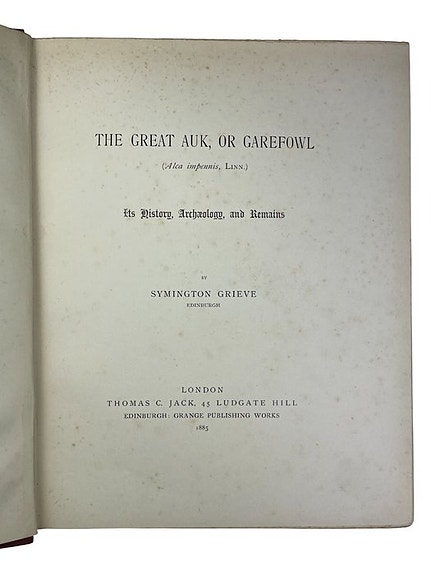 THE GREAT AUK, OR GAREFOWL
(Alca impennis, LINN.)
Its History, Archæology, and Remains
BY
SYMINGTON GRIEVE
EDINBURGH
LONDON
THOMAS C. JACK, 45 LUDGATE HILL
EDINBURGH: GRANGE PUBLISHING WORKS
1885